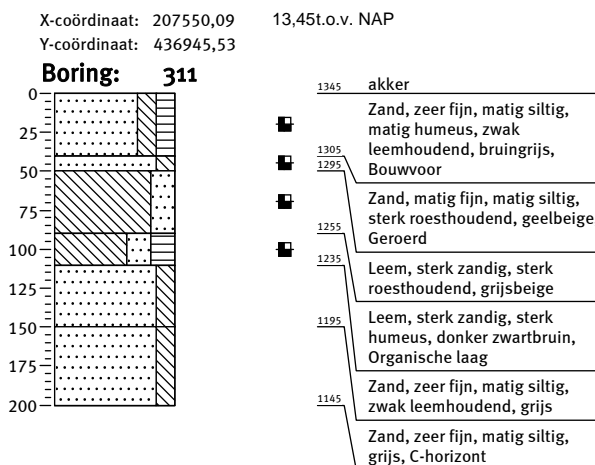 X-coördinaat: 207550,09 13,45t.o.v. NAP
Y-coördinaat: 436945,53
Boring: 311
0
25
50
75
100
125
150
175
200
1345 akker
Zand, zeer fijn, matig siltig,
matig humeus, zwak
leemhoudend, bruingrijs,
Bouwvoor
1305
1295
Zand, matig fijn, matig siltig,
sterk roesthoudend, geelbeige
Geroerd
1255
Leem, sterk zandig, sterk
roesthoudend, grijsbeige
1235
Leem, sterk zandig, sterk
humeus, donker zwartbruin,
Organische laag
1195
Zand, zeer fijn, matig siltig,
zwak leemhoudend, grijs
1145
Zand, zeer fijn, matig siltig,
grijs, C-horizont